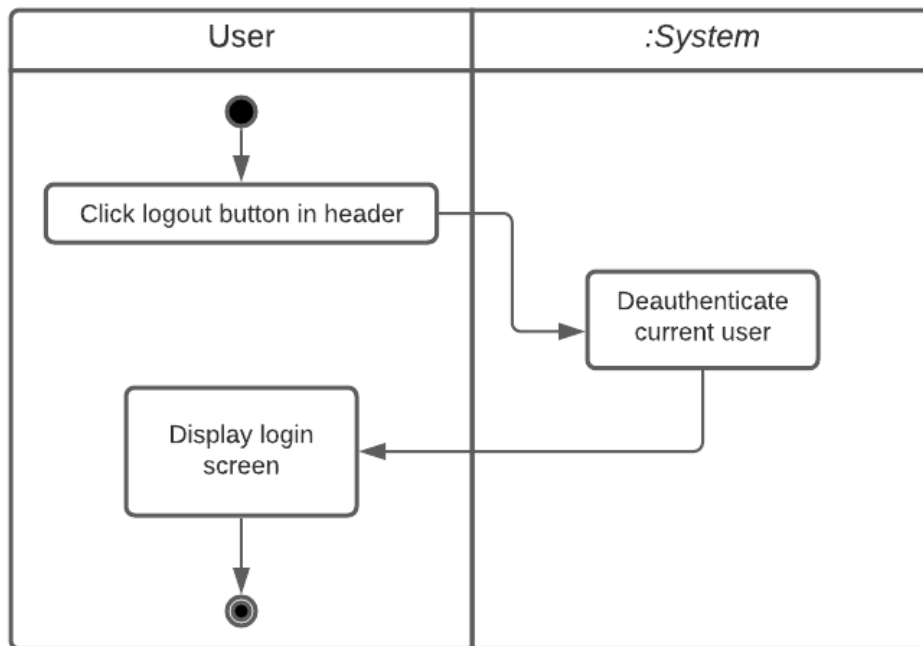 User
:System
Click logout button in header
Deauthenticate
current user
Display login
screen